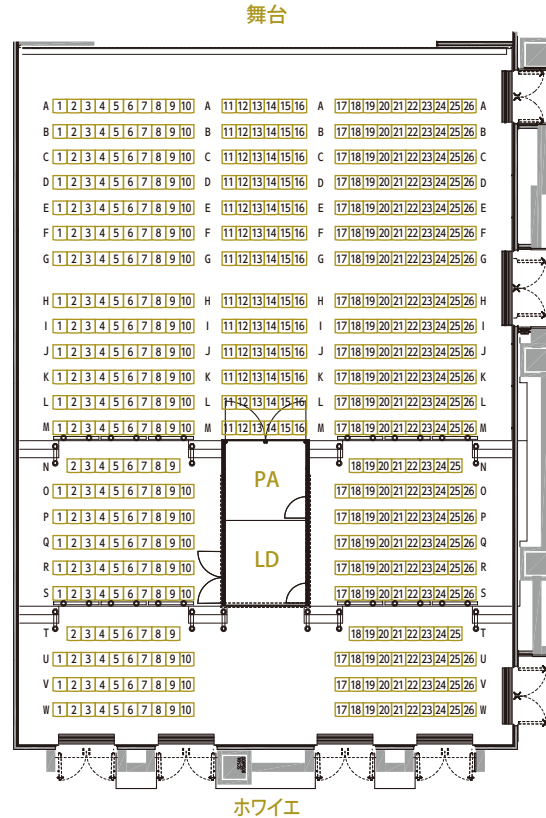 舞台
A 1 2 3 4 5 6 7 8 9 10 A 11 12 13 14 15 16 A 17 18 19 20 21 22 23 24 25 26 A
B 1 2 3 4 5 6 7 8 9 10 B 11 12 13 14 15 16 B 17 18 19 20 21 22 23 24 25 26 B
C 1 2 3 4 5 6 7 8 9 10 C 11 12 13 14 15 16 C 17 18 19 20 21 22 23 24 25 26 C
D 1 2 3 4 5 6 7 8 9 10 D 11 12 13 14 15 16 D 17 18 19 20 21 22 23 24 25 26 D
E 1 2 3 4 5 6 7 8 9 10 E 11 12 13 14 15 16 E 17 18 19 20 21 22 23 24 25 26 E
F 1 2 3 4 5 6 7 8 9 10 F 11 12 13 14 15 16 F 17 18 19 20 21 22 23 24 25 26 F
G 1 2 3 4 5 6 7 8 9 10 G 11 12 13 14 15 16 G 17 18 19 20 21 22 23 24 25 26 G
H 1 2 3 4 5 6 7 8 9 10 H 11 12 13 14 15 16 H 17 18 19 20 21 22 23 24 25 26 H
I 1 2 3 4 5 6 7 8 9 10 I 11 12 13 14 15 16 I 17 18 19 20 21 22 23 24 25 26 I
J 1 2 3 4 5 6 7 8 9 10 J 11 12 13 14 15 16 J 17 18 19 20 21 22 23 24 25 26 J
K 1 2 3 4 5 6 7 8 9 10 K 11 12 13 14 15 16 K 17 18 19 20 21 22 23 24 25 26 K
L 1 2 3 4 5 6 7 8 9 10 L 11 12 13 14 15 16 L 17 18 19 20 21 22 23 24 25 26 L
M 1 2 3 4 5 6 7 8 9 10 M 11 12 13 14 15 16 M 17 18 19 20 21 22 23 24 25 26 M
N 2 3 4 5 6 7 8 9 18 19 20 21 22 23 24 25 N
PA
O 1 2 3 4 5 6 7 8 9 10 17 18 19 20 21 22 23 24 25 26 O
P 1 2 3 4 5 6 7 8 9 10 17 18 19 20 21 22 23 24 25 26 P
Q 1 2 3 4 5 6 7 8 9 10 17 18 19 20 21 22 23 24 25 26 Q
LD
R 1 2 3 4 5 6 7 8 9 10 17 18 19 20 21 22 23 24 25 26 R
S 1 2 3 4 5 6 7 8 9 10 17 18 19 20 21 22 23 24 25 26 S
T 2 3 4 5 6 7 8 9 18 19 20 21 22 23 24 25 T
U 1 2 3 4 5 6 7 8 9 10 17 18 19 20 21 22 23 24 25 26 U
V 1 2 3 4 5 6 7 8 9 10 17 18 19 20 21 22 23 24 25 26 V
W 1 2 3 4 5 6 7 8 9 10 17 18 19 20 21 22 23 24 25 26 W
ホワイエ